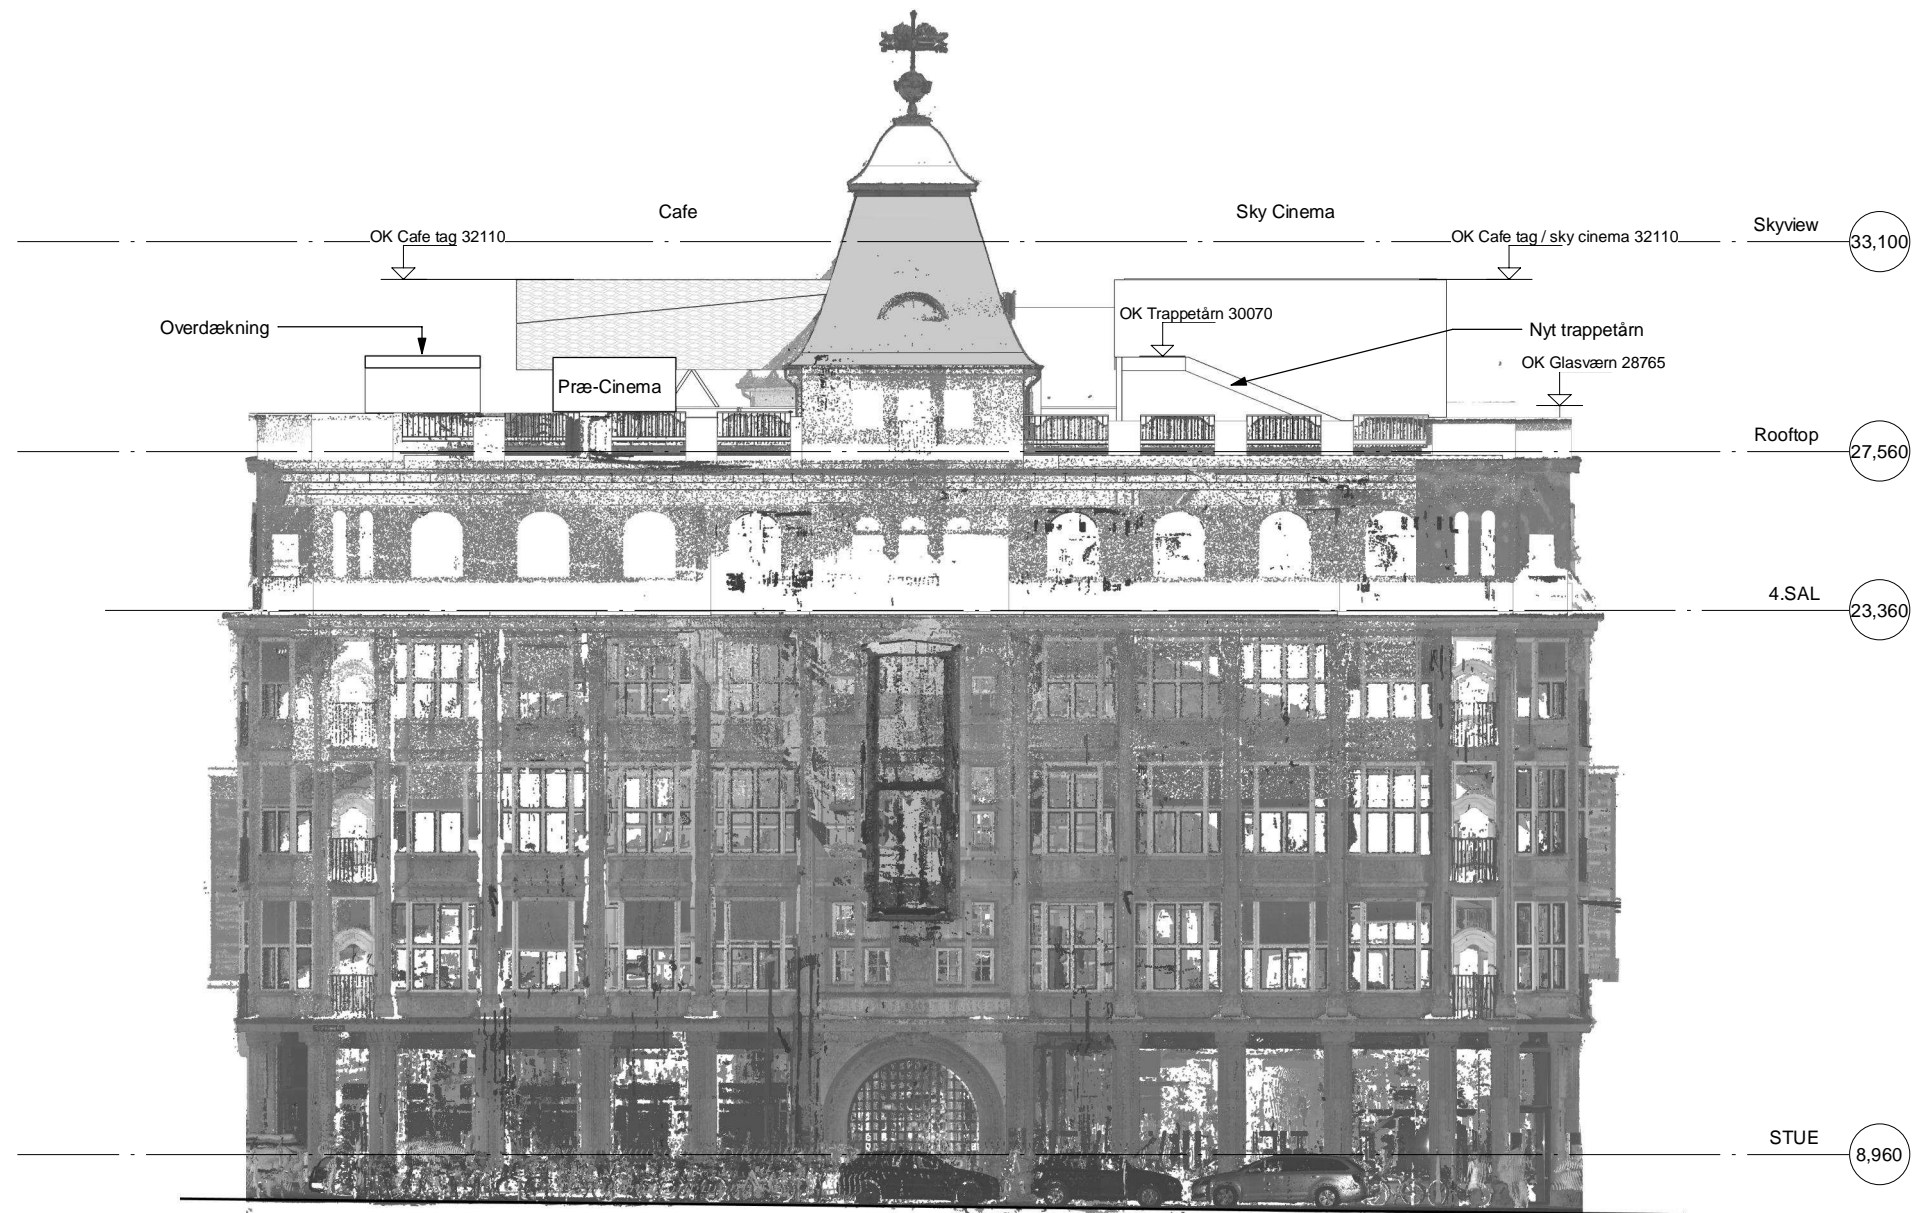 Cafe
Sky Cinema
Skyview
33,100
OK Cafe tag 32110
OK Cafe tag / sky cinema 32110
OK Trappetårn 30070
Overdækning
Nyt trappetårn
OK Glasværn 28765
Præ-Cinema
Rooftop
27,560
4.SAL
23,360
STUE
8,960